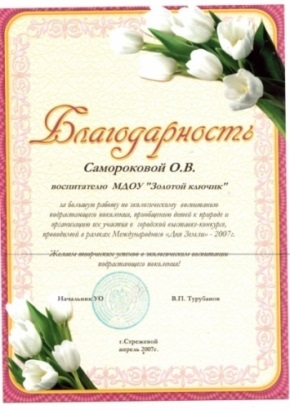 Благодарность
Самороковой О.В.
воспитателю МДОУ "Золотой ключик"
за большую работу по экологическому воспитанию
подрастающего поколения, приобщению детей к природе и
организацию их участия в городской выставке-конкурсе,
проводимой в рамках Международного «Дня Земли» - 2007г.
Желаем творческих успехов в экологическом воспитании
подрастающего поколения!
Начальник УО В.П. Турубанов
г.Стрежевой
апрель 2007г.